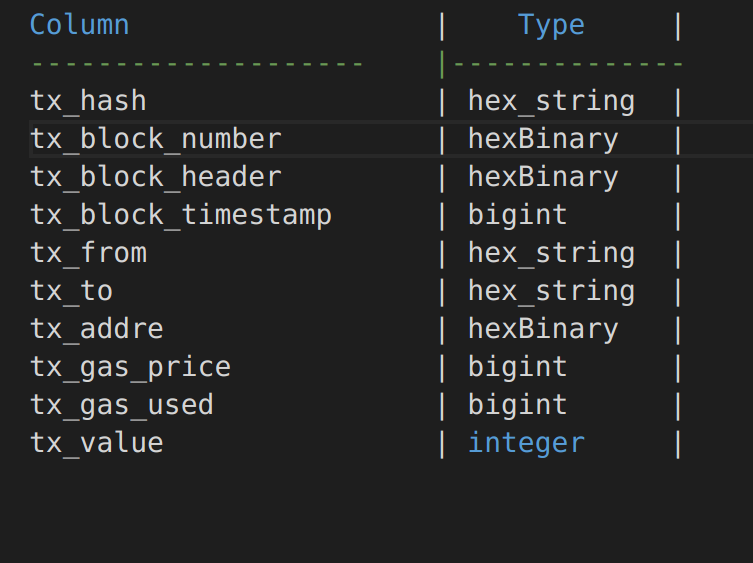 Column | Type |
-------------------- |--------------
tx_hash | hex_string |
tx_block_number | hexBinary |
tx_block_header | hexBinary |
tx_block_timestamp | bigint |
tx_from | hex_string |
tx_to | hex_string |
tx_addre | hexBinary |
tx_gas_price | bigint |
tx_gas_used | bigint |
tx_value | integer |